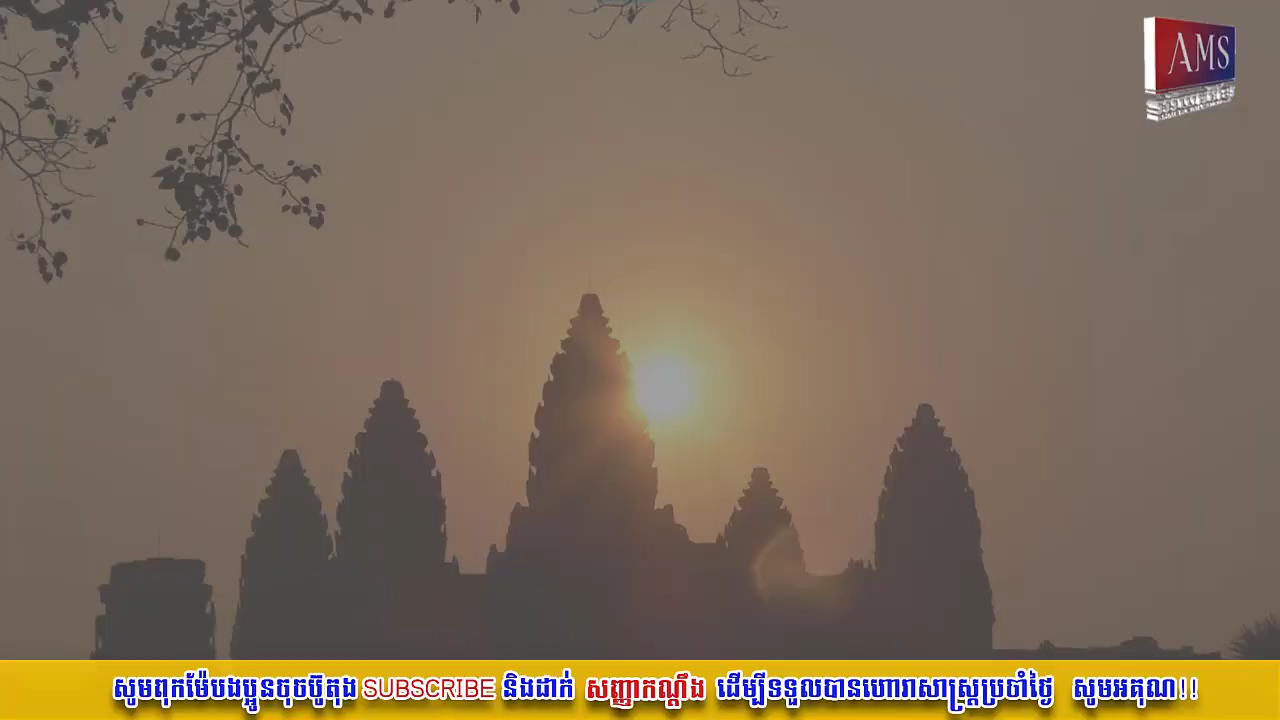 AMS
សូមពុកម៉ែបងប្អូនចុចប៊ូតុង SUBSCRIBE និងដាក់ សញ្ញាកណ្តឹង ដើម្បីទទួលបានហោរាសាស្ត្រប្រចាំថ្ងៃ សូមអរគុណ!!